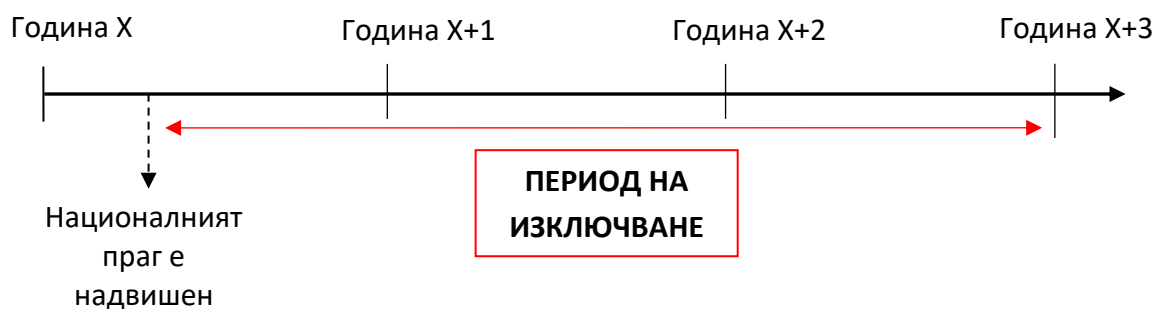 Година X
Година X+1
Година X+2
Година X+3
ПЕРИОД НА
ИЗКЛЮЧВАНЕ
Националният
праг е
надвишен